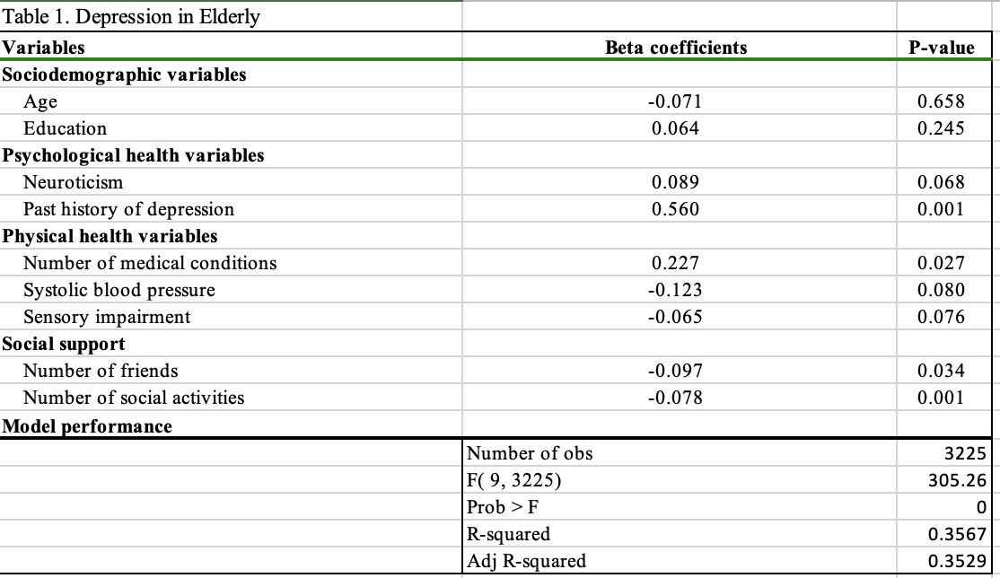 Table 1. Depression in Elderly
Variables Beta coefficients P-value
Sociodemographic variables
Age -0.071 0.658
Education 0.064 0.245
Psychological health variables
Neuroticism 0.089 0.068
Past history of depression 0.560 0.001
Physical health variables
Number of medical conditions 0.227 0.027
Systolic blood pressure -0.123 0.080
Sensory impairment -0.065 0.076
Social support
Number of friends -0.097 0.034
Number of social activities -0.078 0.001
Model performance
Number of obs 3225
F( 9, 3225) 305.26
Prob > F 0
R-squared 0.3567
Adj R-squared 0.3529